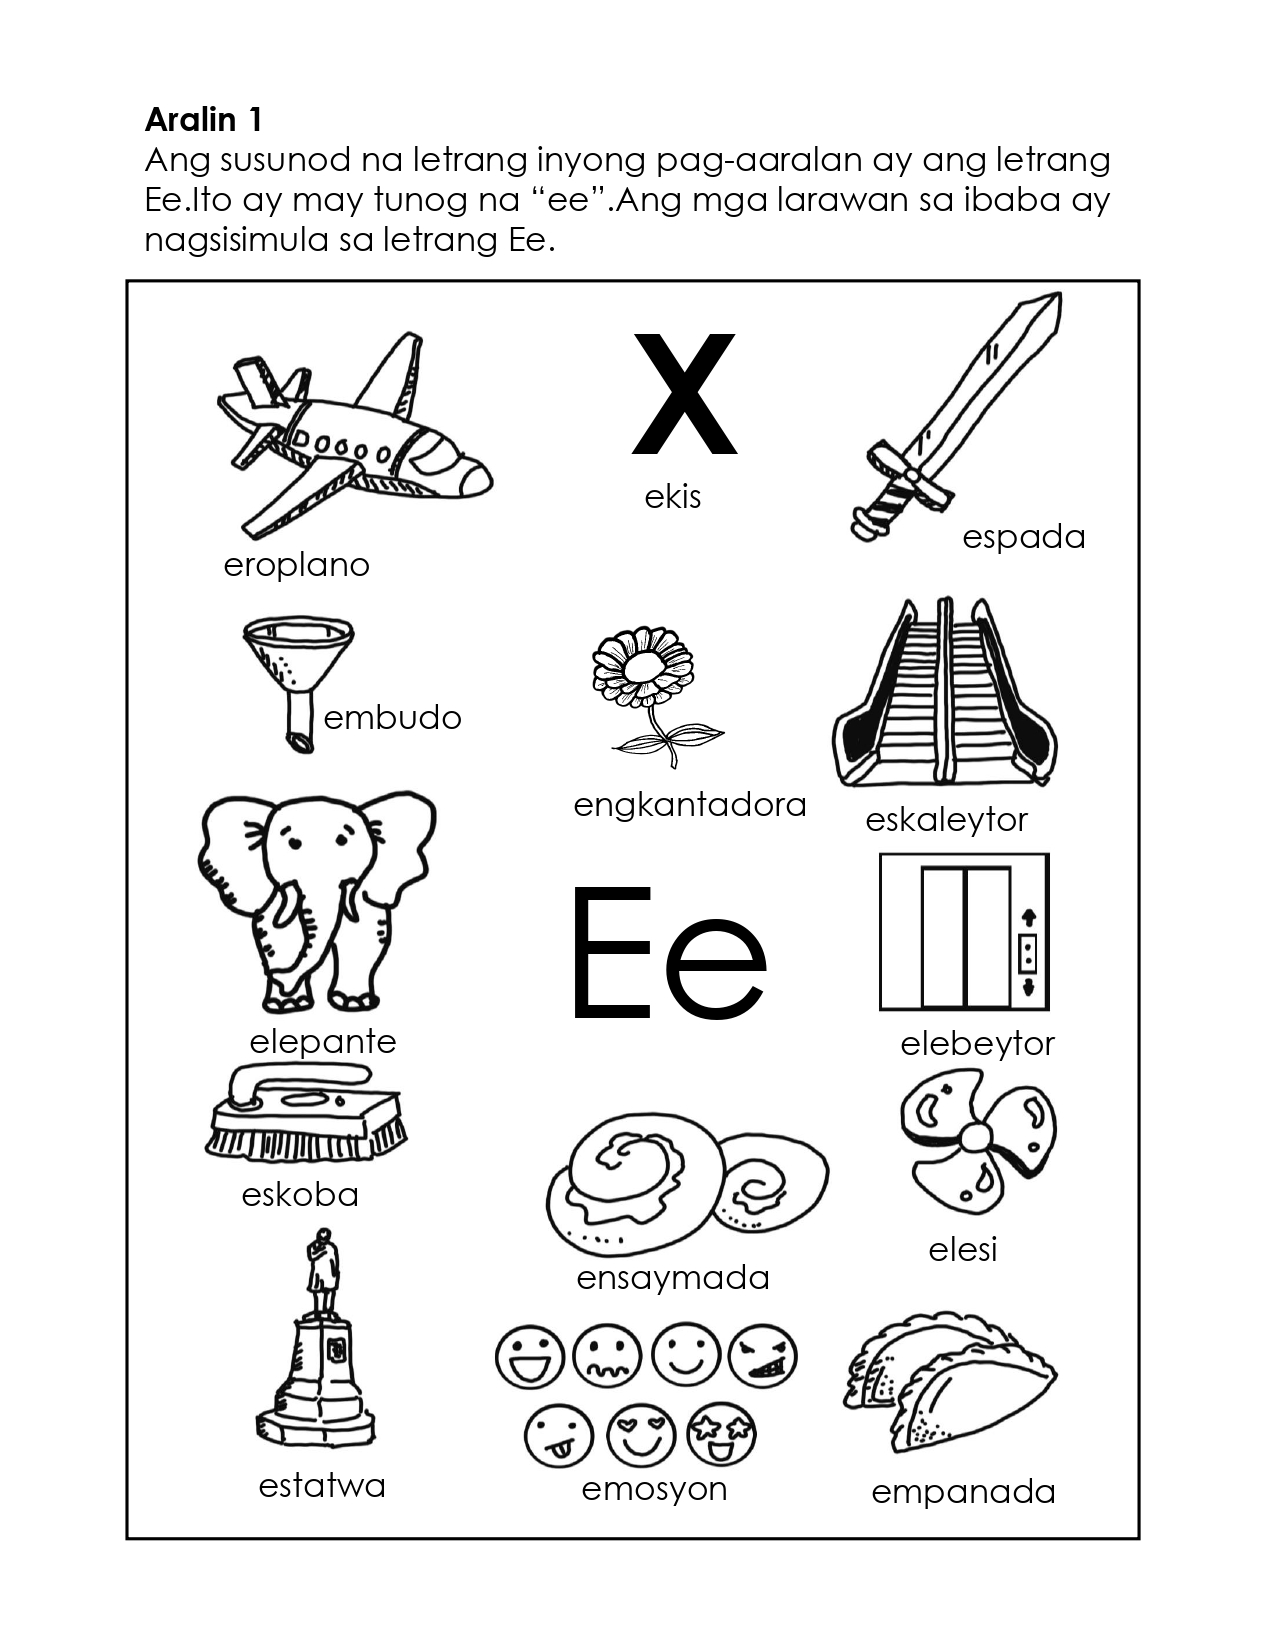 Aralin 1
Ang susunod na letrang inyong pag-aaralan ay ang letrang
Ee.Ito ay may tunog na “ee”.Ang mga larawan sa ibaba ay
nagsisimula sa letrang Ee.
X
ekis
espada
eroplano
embudo
engkantadora
eskaleytor
Ee
elepante
elebeytor
eskoba
elesi
ensaymada
estatwa
emosyon
empanada